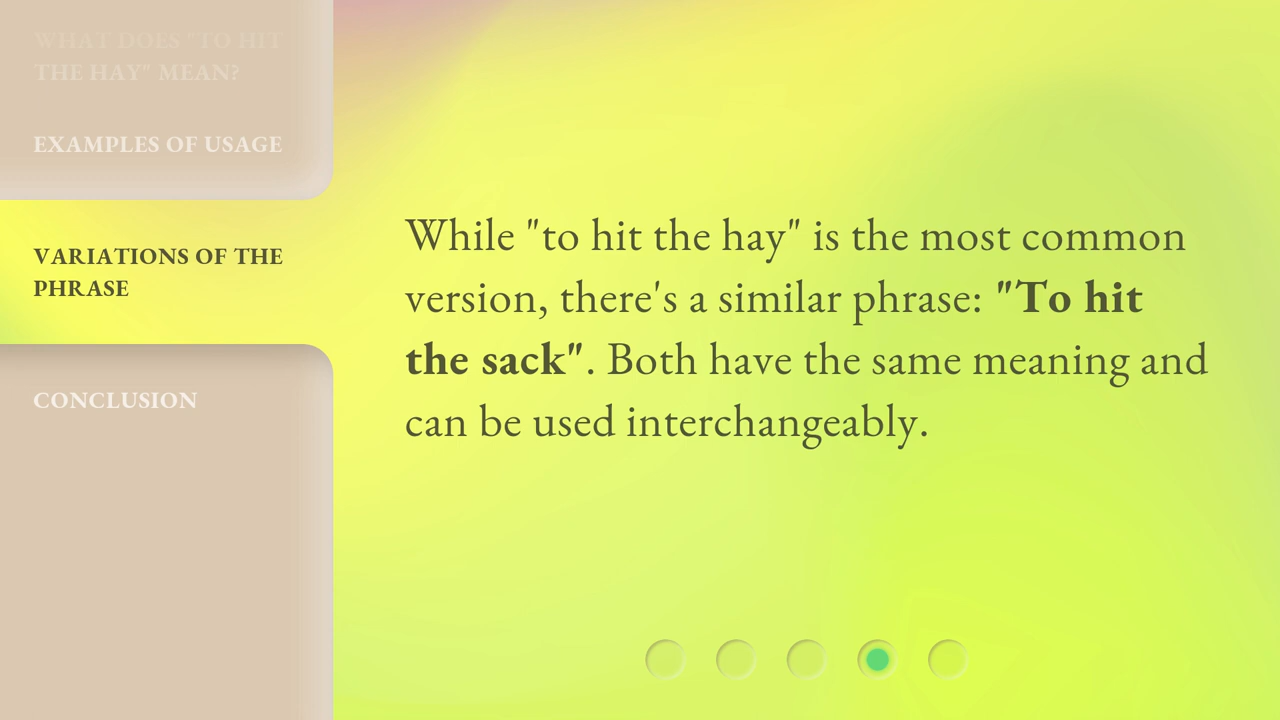 WHAT DOES "TO HIT
THE HAY" MEAN?
EXAMPLES OF USAGE
VARIATIONS OF THE
PHRASE
CONCLUSION
While "to hit the hay" is the most common
version, there's a similar phrase: "To hit
the sack". Both have the same meaning and
can be used interchangeably.